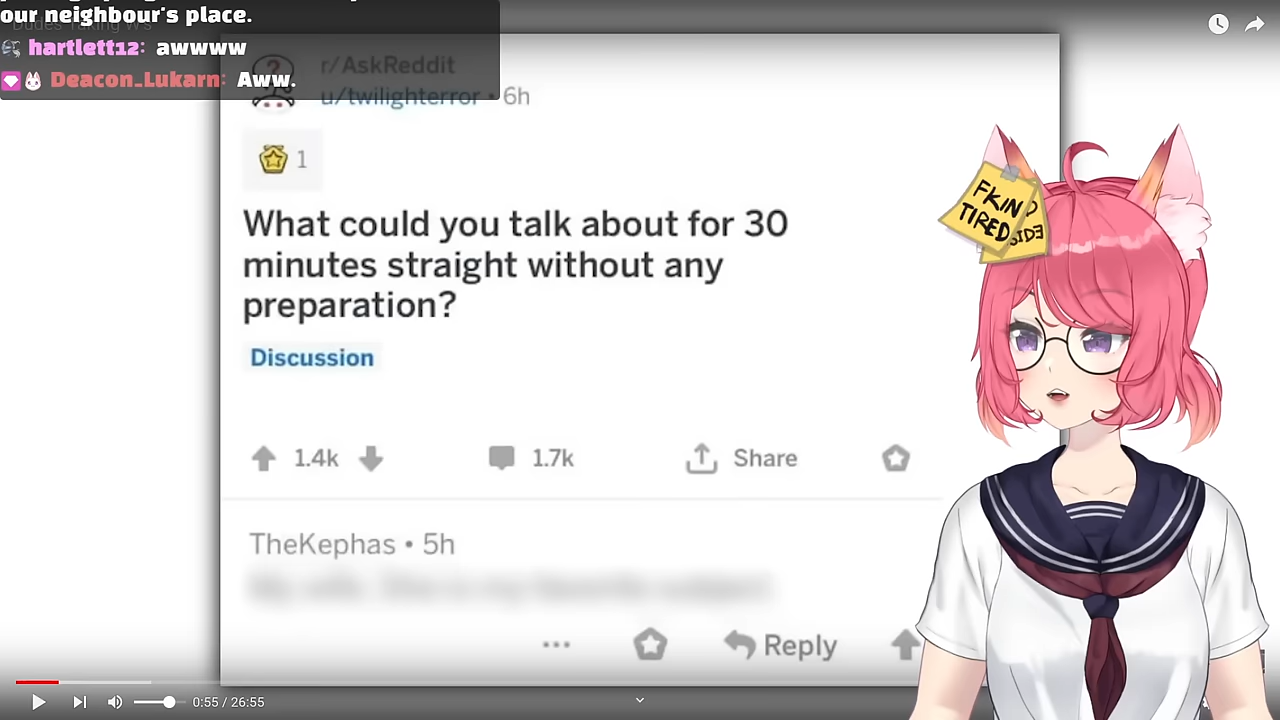 our neighbour's place.
Dudes Taking W's
hartlett12: awwww
Deacon_Lukarn: Aww.
r/AskReddit
u/twilighterror • 6h
1
What could you talk about for 30
minutes straight without any
preparation?
Discussion
1.4k
1.7k
Share
TheKephas • 5h
Reply
0:55 / 26:55
FKIN
TIRED